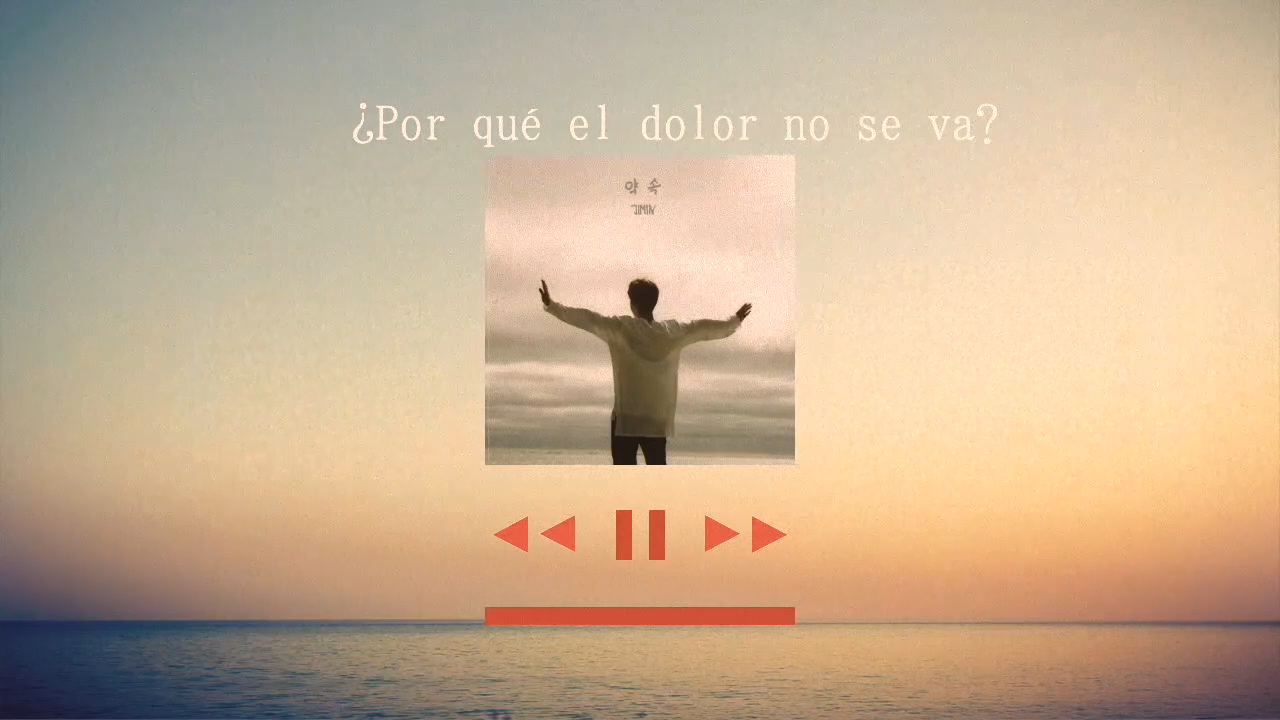 ¿Por qué el dolor no se va?
약속
JIMIN